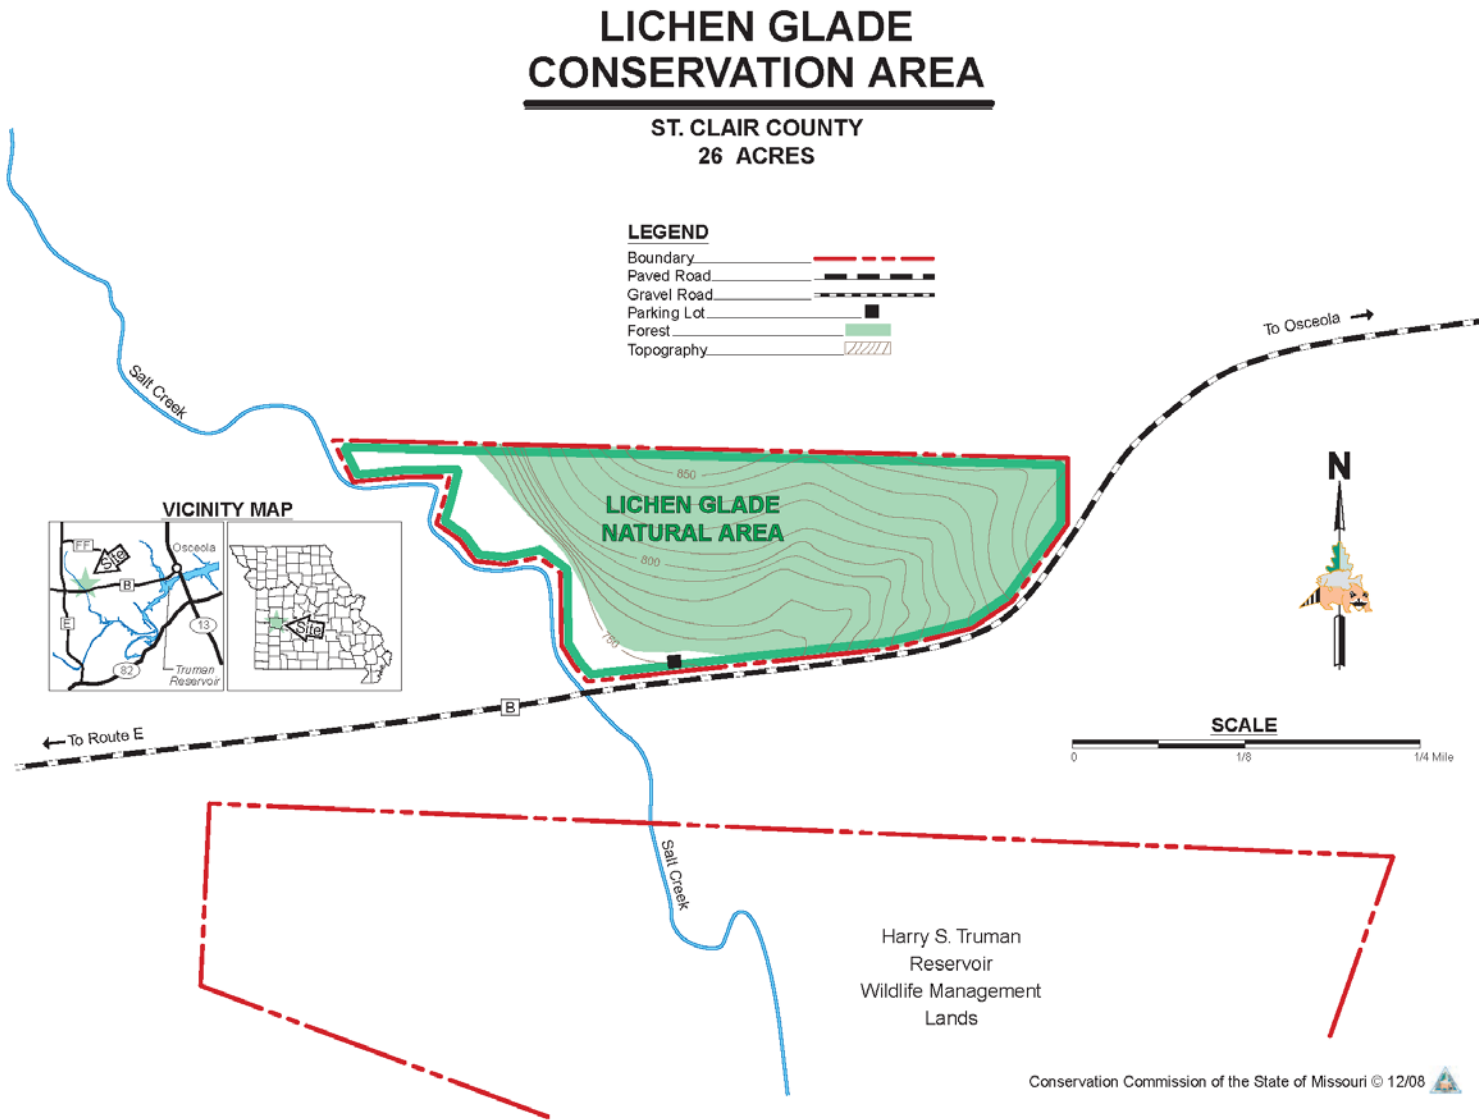 LICHEN GLADE
CONSERVATION AREA
ST. CLAIR COUNTY
26 ACRES
LEGEND
Boundary
Paved Road
Gravel Road
Parking Lot
Forest
Topography
To Osceola
Salt Creek
N
850
LICHEN GLADE
NATURAL AREA
800
750
VICINITY MAP
FF
Site
Osceola
B
E
13
82
Truman
Reservoir
Site
B
To Route E
SCALE
0
1/8
1/4 Mile
Salt Creek
Harry S. Truman
Reservoir
Wildlife Management
Lands
Conservation Commission of the State of Missouri © 12/08